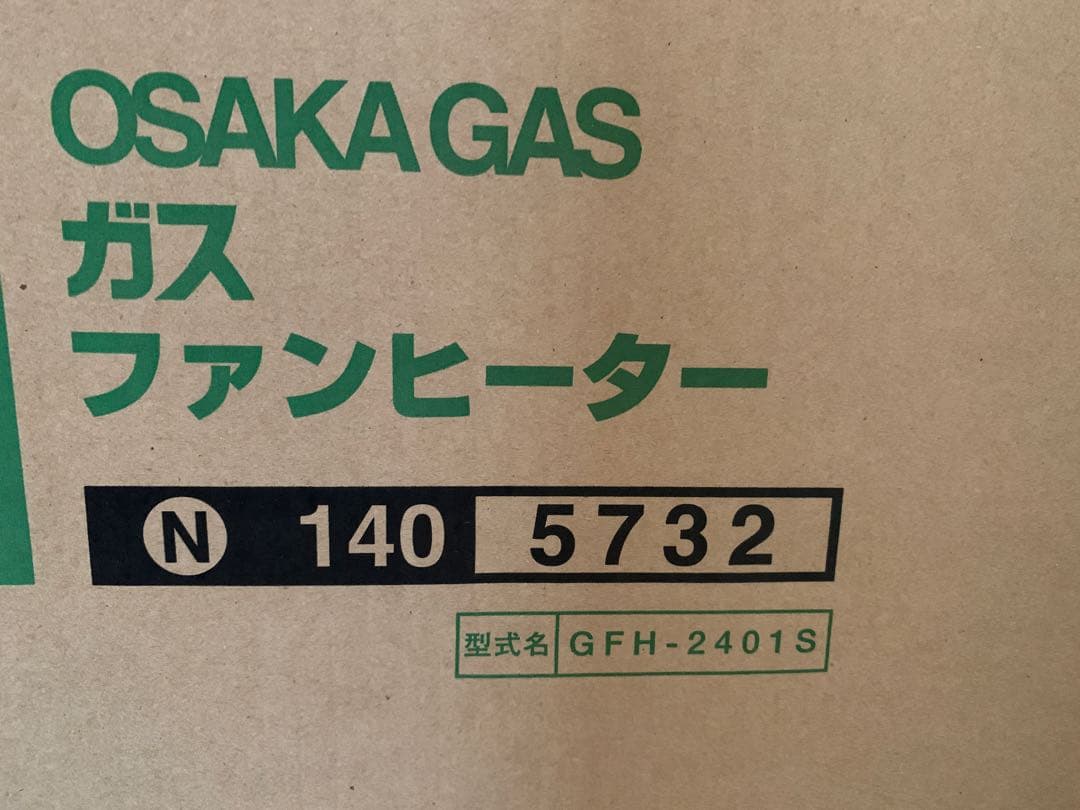 OSAKA GAS
ガス
ファンヒーター
N 140 5732
型式名 GFH-2401S